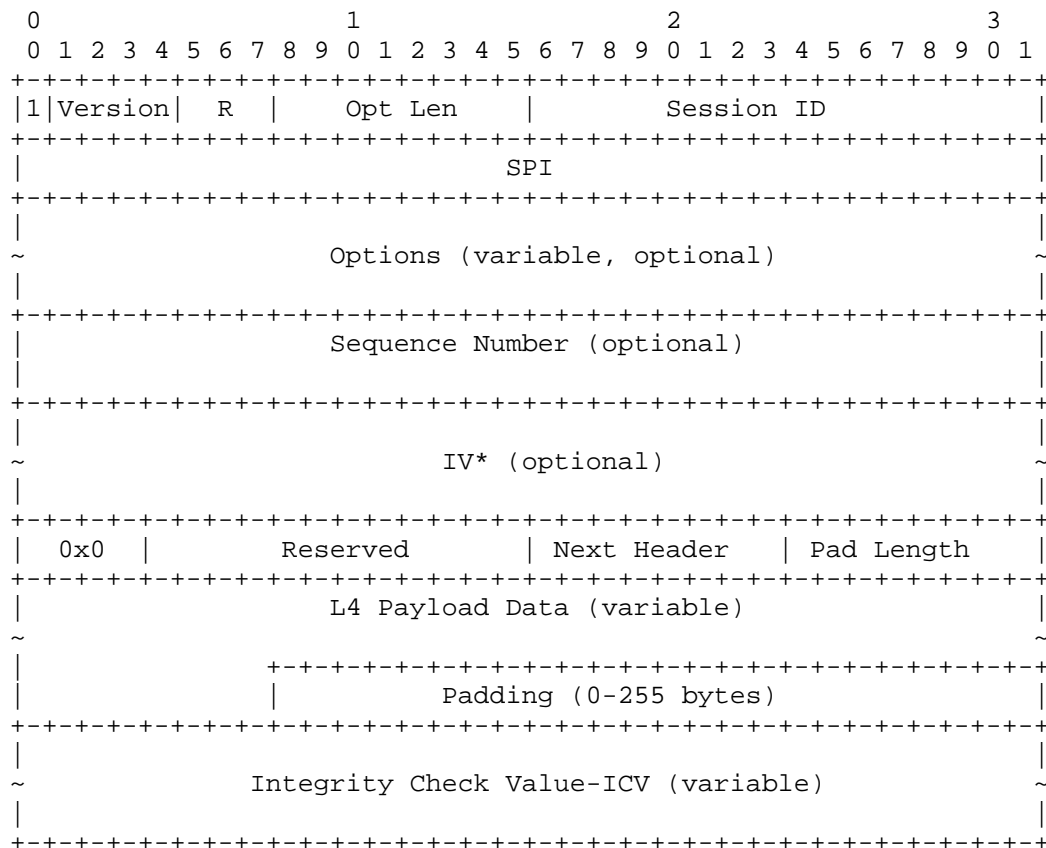 0                   1                   2                   3
 0 1 2 3 4 5 6 7 8 9 0 1 2 3 4 5 6 7 8 9 0 1 2 3 4 5 6 7 8 9 0 1
+-+-+-+-+-+-+-+-+-+-+-+-+-+-+-+-+-+-+-+-+-+-+-+-+-+-+-+-+-+-+-+-+
|1|Version|  R  |    Opt Len    |        Session ID             |
+-+-+-+-+-+-+-+-+-+-+-+-+-+-+-+-+-+-+-+-+-+-+-+-+-+-+-+-+-+-+-+-+
|                              SPI                              |
+-+-+-+-+-+-+-+-+-+-+-+-+-+-+-+-+-+-+-+-+-+-+-+-+-+-+-+-+-+-+-+-+
|                                                               |
~                   Options (variable, optional)                ~
|                                                               |
+-+-+-+-+-+-+-+-+-+-+-+-+-+-+-+-+-+-+-+-+-+-+-+-+-+-+-+-+-+-+-+-+
|                   Sequence Number (optional)                  |
|                                                               |
+-+-+-+-+-+-+-+-+-+-+-+-+-+-+-+-+-+-+-+-+-+-+-+-+-+-+-+-+-+-+-+-+
|                                                               |
~                          IV* (optional)                       ~
|                                                               |
+-+-+-+-+-+-+-+-+-+-+-+-+-+-+-+-+-+-+-+-+-+-+-+-+-+-+-+-+-+-+-+-+
|  0x0  |        Reserved       | Next Header   | Pad Length    |
+-+-+-+-+-+-+-+-+-+-+-+-+-+-+-+-+-+-+-+-+-+-+-+-+-+-+-+-+-+-+-+-+
|                   L4 Payload Data (variable)                  |
~                                                               ~
|               +-+-+-+-+-+-+-+-+-+-+-+-+-+-+-+-+-+-+-+-+-+-+-+-+
|               |          Padding (0-255 bytes)                |
+-+-+-+-+-+-+-+-+-+-+-+-+-+-+-+-+-+-+-+-+-+-+-+-+-+-+-+-+-+-+-+-+
|                                                               |
~              Integrity Check Value-ICV (variable)             ~
|                                                               |
+-+-+-+-+-+-+-+-+-+-+-+-+-+-+-+-+-+-+-+-+-+-+-+-+-+-+-+-+-+-+-+-+